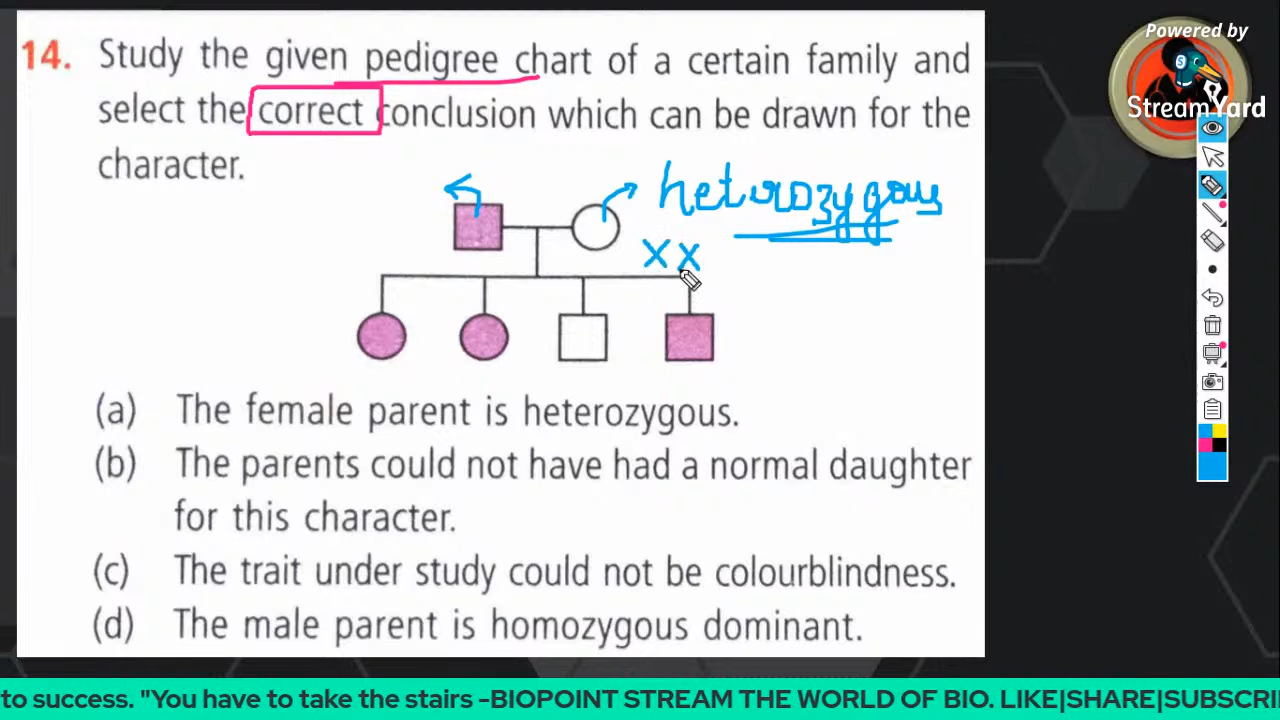 Powered by
StreamYard
14. Study the given pedigree chart of a certain family and
select the correct conclusion which can be drawn for the
character.
heterozygous
XX
(a) The female parent is heterozygous.
(b) The parents could not have had a normal daughter
for this character.
(c) The trait under study could not be colourblindness.
(d) The male parent is homozygous dominant.
to success. "You have to take the stairs -BIOPOINT STREAM THE WORLD OF BIO. LIKE|SHARE|SUBSCRI